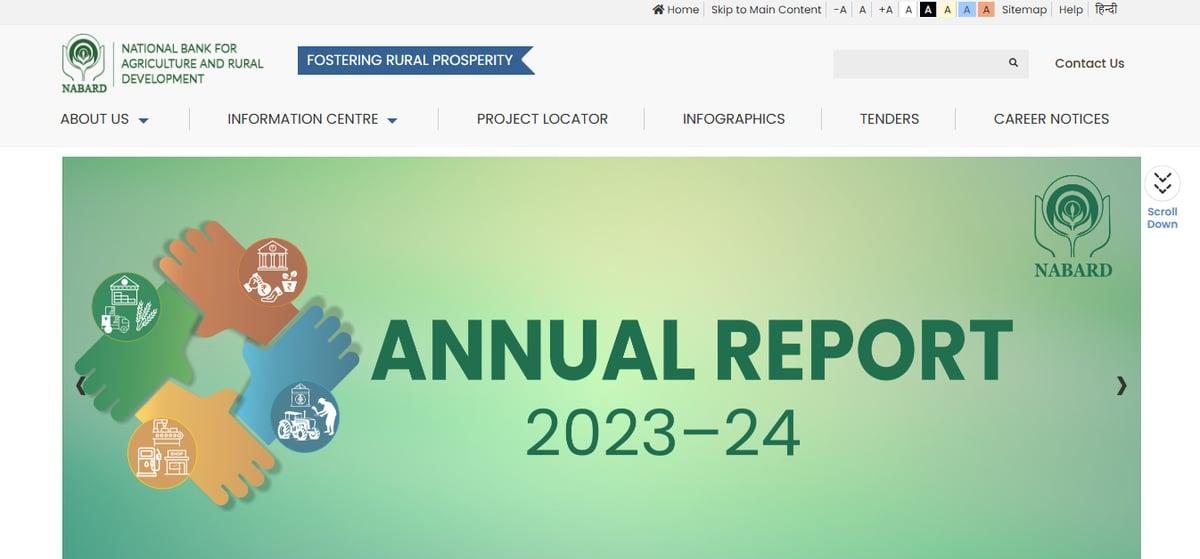 Home Skip to Main Content -A A +A A A A A A Sitemap Help हिन्दी
NATIONAL BANK FOR
AGRICULTURE AND RURAL
DEVELOPMENT
NABARD
FOSTERING RURAL PROSPERITY
Contact Us
ABOUT US INFORMATION CENTRE PROJECT LOCATOR INFOGRAPHICS TENDERS CAREER NOTICES
NABARD
Scroll
Down
ANNUAL REPORT
2023–24
SHOP